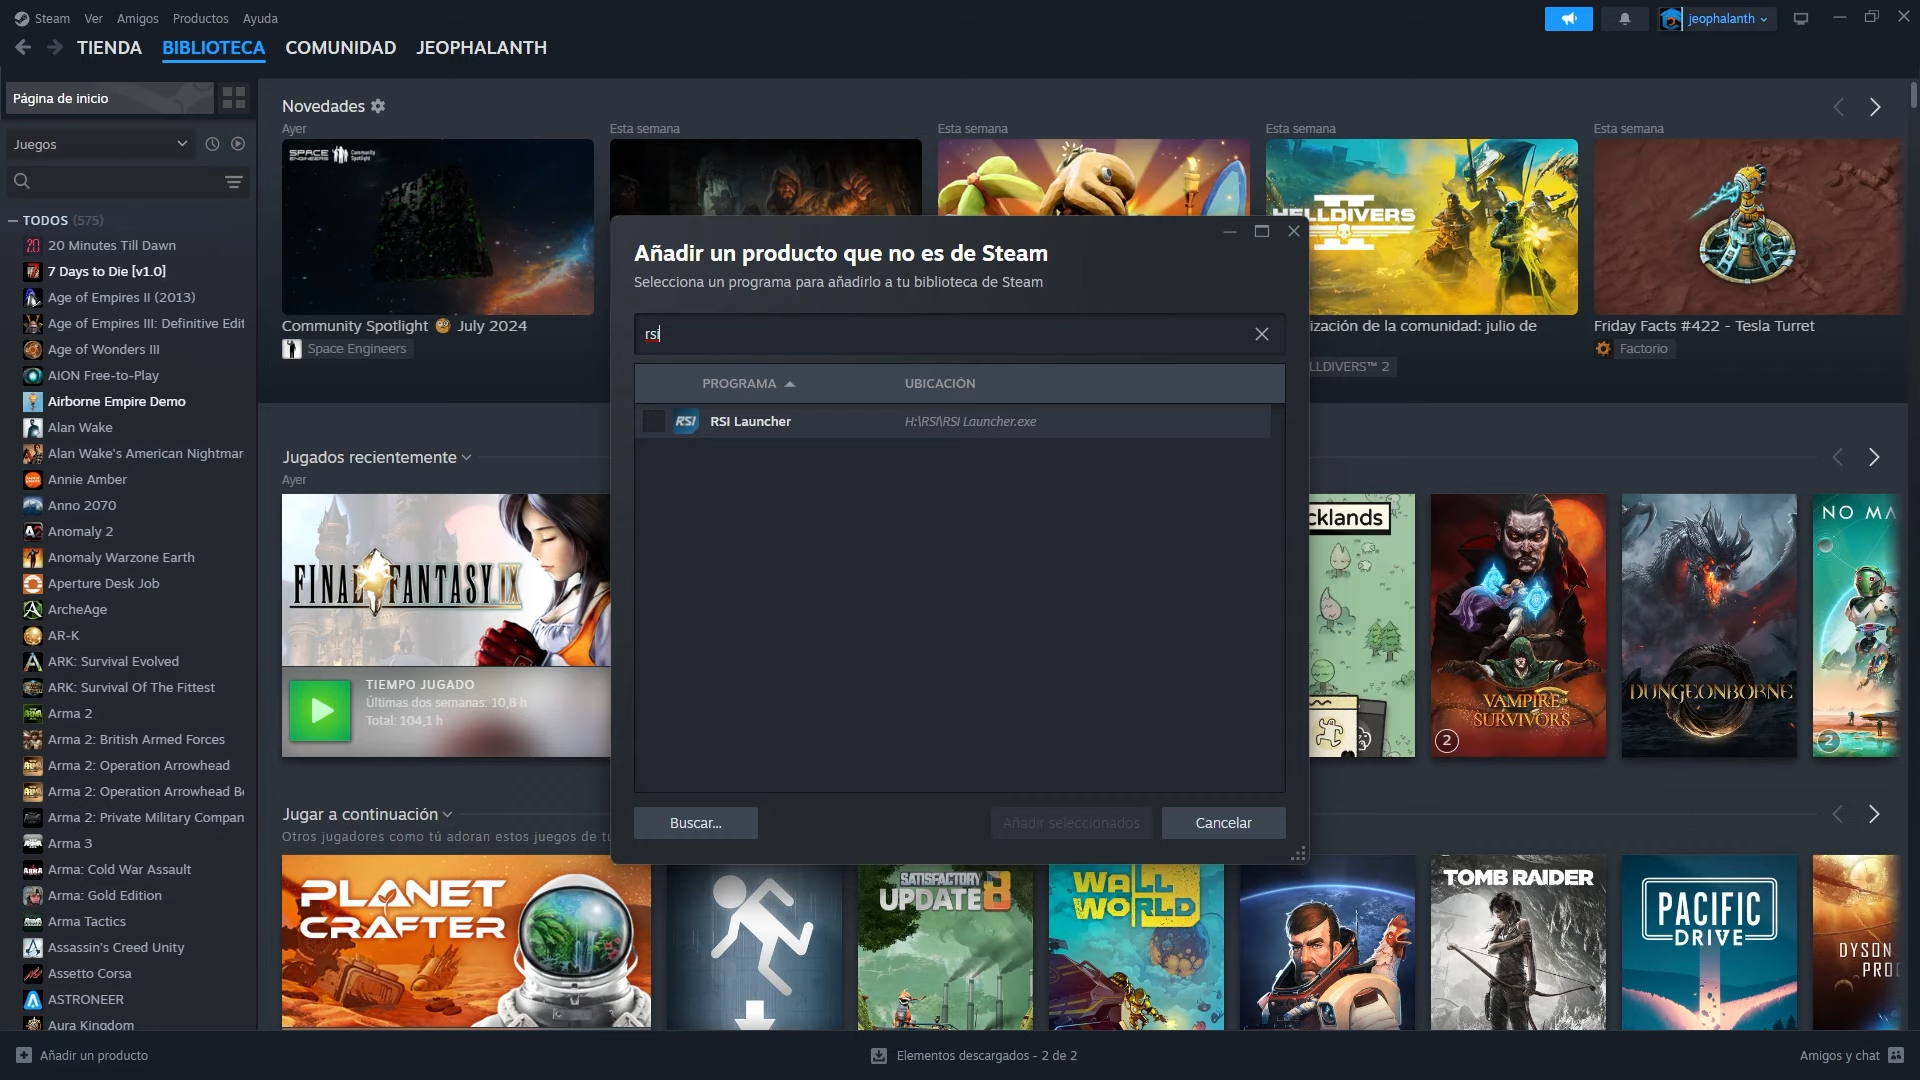 Steam Ver Amigos Productos Ayuda
jeophalanth
TIENDA BIBLIOTECA COMUNIDAD JEOPHALANTH
Página de inicio
Juegos
TODOS (575)
20 Minutes Till Dawn
7 Days to Die [v1.0]
Age of Empires II (2013)
Age of Empires III: Definitive Edit
Age of Wonders III
AION Free-to-Play
Airborne Empire Demo
Alan Wake
Alan Wake's American Nightmar
Annie Amber
Anno 2070
Anomaly 2
Anomaly Warzone Earth
Aperture Desk Job
ArcheAge
AR-K
ARK: Survival Evolved
ARK: Survival Of The Fittest
Arma 2
Arma 2: British Armed Forces
Arma 2: Operation Arrowhead
Arma 2: Operation Arrowhead Be
Arma 2: Private Military Compan
Arma 3
Arma: Cold War Assault
Arma: Gold Edition
Arma Tactics
Assassin's Creed Unity
Assetto Corsa
ASTRONEER
Aura Kingdom
Novedades
Ayer
Esta semana
Esta semana
Esta semana
Esta semana
SPACE ENGINEERS Community Spotlight
HELLDIVERS II
Community Spotlight July 2024
Space Engineers
ización de la comunidad: julio de
LLDIVERS™ 2
Friday Facts #422 - Tesla Turret
Factorio
Añadir un producto que no es de Steam
Selecciona un programa para añadirlo a tu biblioteca de Steam
rsi
PROGRAMA UBICACIÓN
RSI RSI Launcher H:\RSI\RSI Launcher.exe
Buscar...
Añadir seleccionados
Cancelar
Jugados recientemente
Ayer
FINAL FANTASY IX
TIEMPO JUGADO
Últimas dos semanas: 10,8 h
Total: 104,1 h
cklands
VAMPIRE SURVIVORS
2
DUNGEONBORNE
NO MA
2
Jugar a continuación
Otros jugadores como tú adoran estos juegos de tu
PLANET CRAFTER
SATISFACTORY UPDATE 8
WALL WORLD
TOMB RAIDER
PACIFIC DRIVE
DYSON
PROG
Añadir un producto
Elementos descargados - 2 de 2
Amigos y chat